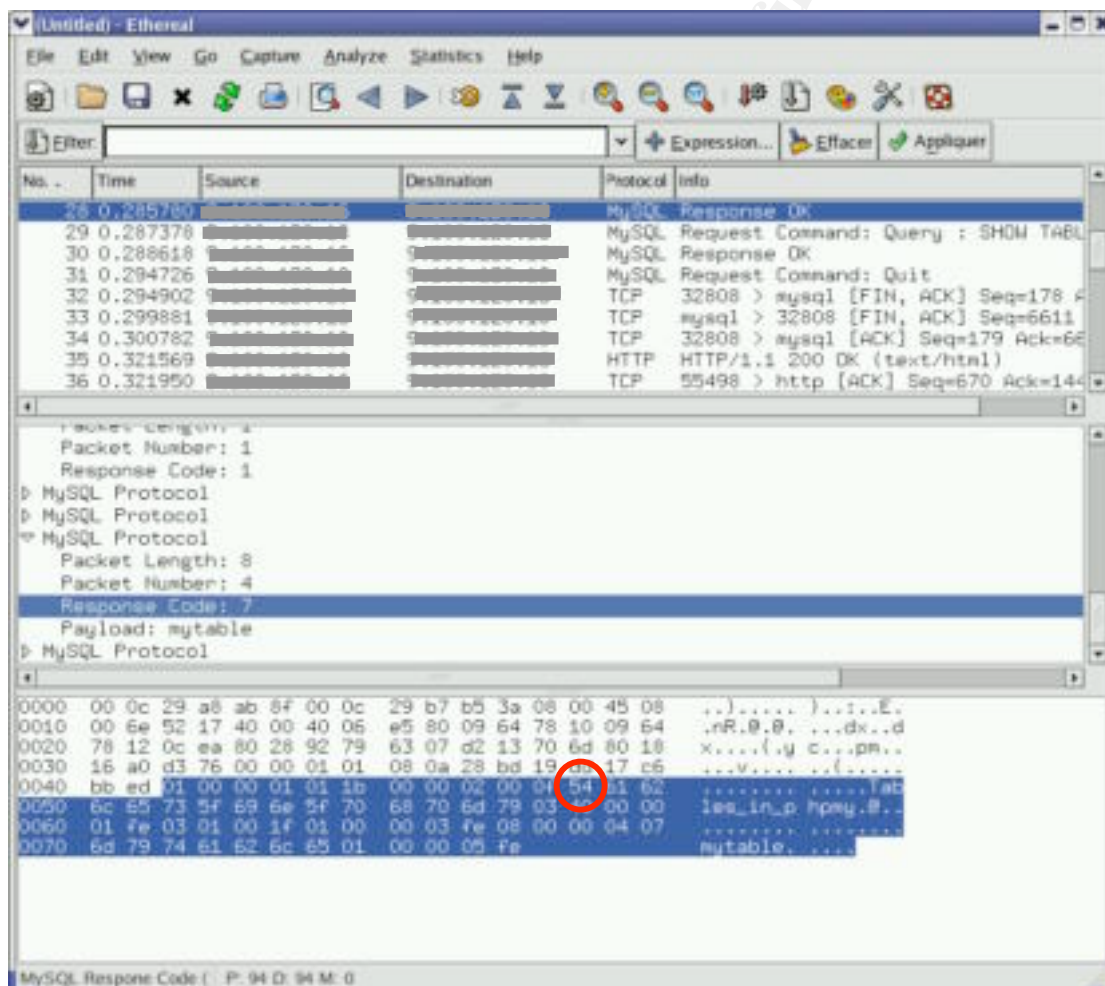 (Untitled) - Ethereal
File Edit View Go Capture Analyze Statistics Help
Filter: Expression... Effacer Appliquer
No. . Time Source Destination Protocol Info
28 0.285780 MySQL Response OK
29 0.287378 MySQL Request Command: Query : SHOW TABL
30 0.288618 MySQL Response OK
31 0.294726 MySQL Request Command: Quit
32 0.294902 TCP 32808 > mysql [FIN, ACK] Seq=178
33 0.299881 TCP mysql > 32808 [FIN, ACK] Seq=6611
34 0.300782 TCP 32808 > mysql [ACK] Seq=179 Ack=66
35 0.321569 HTTP HTTP/1.1 200 OK (text/html)
36 0.321950 TCP 55498 > http [ACK] Seq=670 Ack=144
Packet Length: 1
Packet Number: 1
Response Code: 1
MySQL Protocol
MySQL Protocol
MySQL Protocol
Packet Length: 8
Packet Number: 4
Response Code: 7
Payload: mytable
MySQL Protocol
0000 00 0c 29 a8 ab 8f 00 0c 29 b7 b5 3a 08 00 45 08 ..)..... )..:..E.
0010 00 6e 52 17 40 00 40 06 e5 80 09 64 78 10 09 64 .nR.@.@. ...dx..d
0020 78 12 0c ea 80 28 92 79 63 07 d2 13 70 6d 80 18 x....(.y c...pm..
0030 16 a0 d3 76 00 00 01 01 08 0a 28 bd 19 17 c6 ...v.... ..(.....
0040 bb ed 01 00 00 01 01 1b 00 00 02 00 54 61 62 ........ .....Tab
0050 6c 65 73 5f 69 6e 5f 70 68 70 6d 79 03 00 00 les_in_p hpmy.@..
0060 01 fe 03 01 00 1f 01 00 00 03 fe 08 00 00 04 07 ........ ........
0070 6d 79 74 61 62 6c 65 01 00 00 05 fe mytable. ....
MySQL Respone Code ( P: 94 D: 94 M: 0